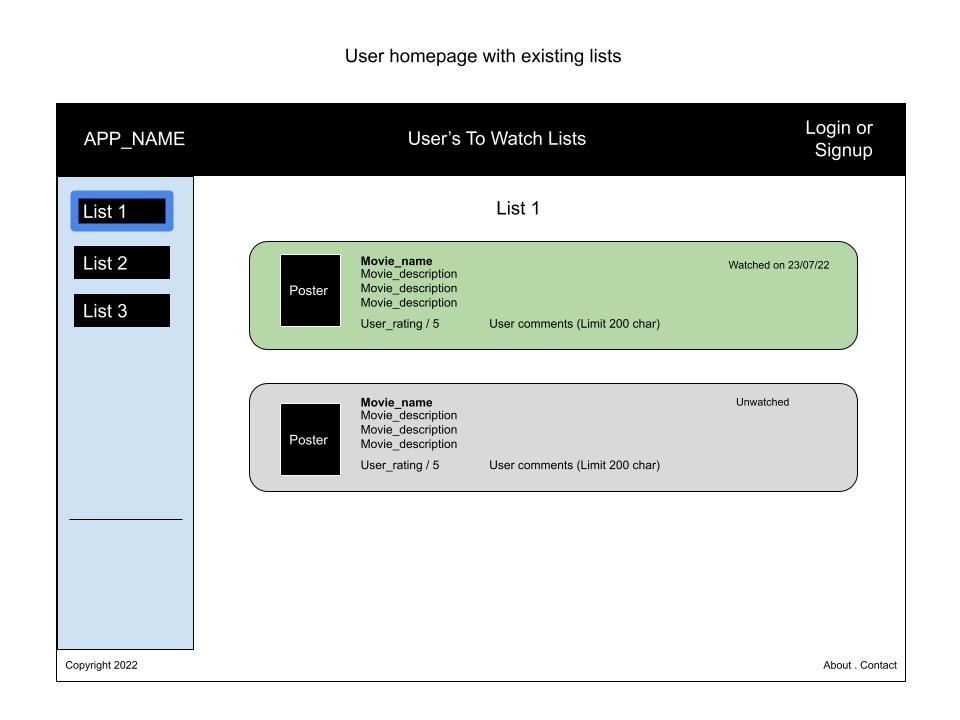 User homepage with existing lists
APP_NAME
User's To Watch Lists
Login or
Signup
List 1
List 2
List 3
List 1
Poster
Movie_name
Movie_description
Movie_description
Movie_description
User_rating / 5
User comments (Limit 200 char)
Watched on 23/07/22
Poster
Movie_name
Movie_description
Movie_description
Movie_description
User_rating / 5
User comments (Limit 200 char)
Unwatched
Copyright 2022
About . Contact